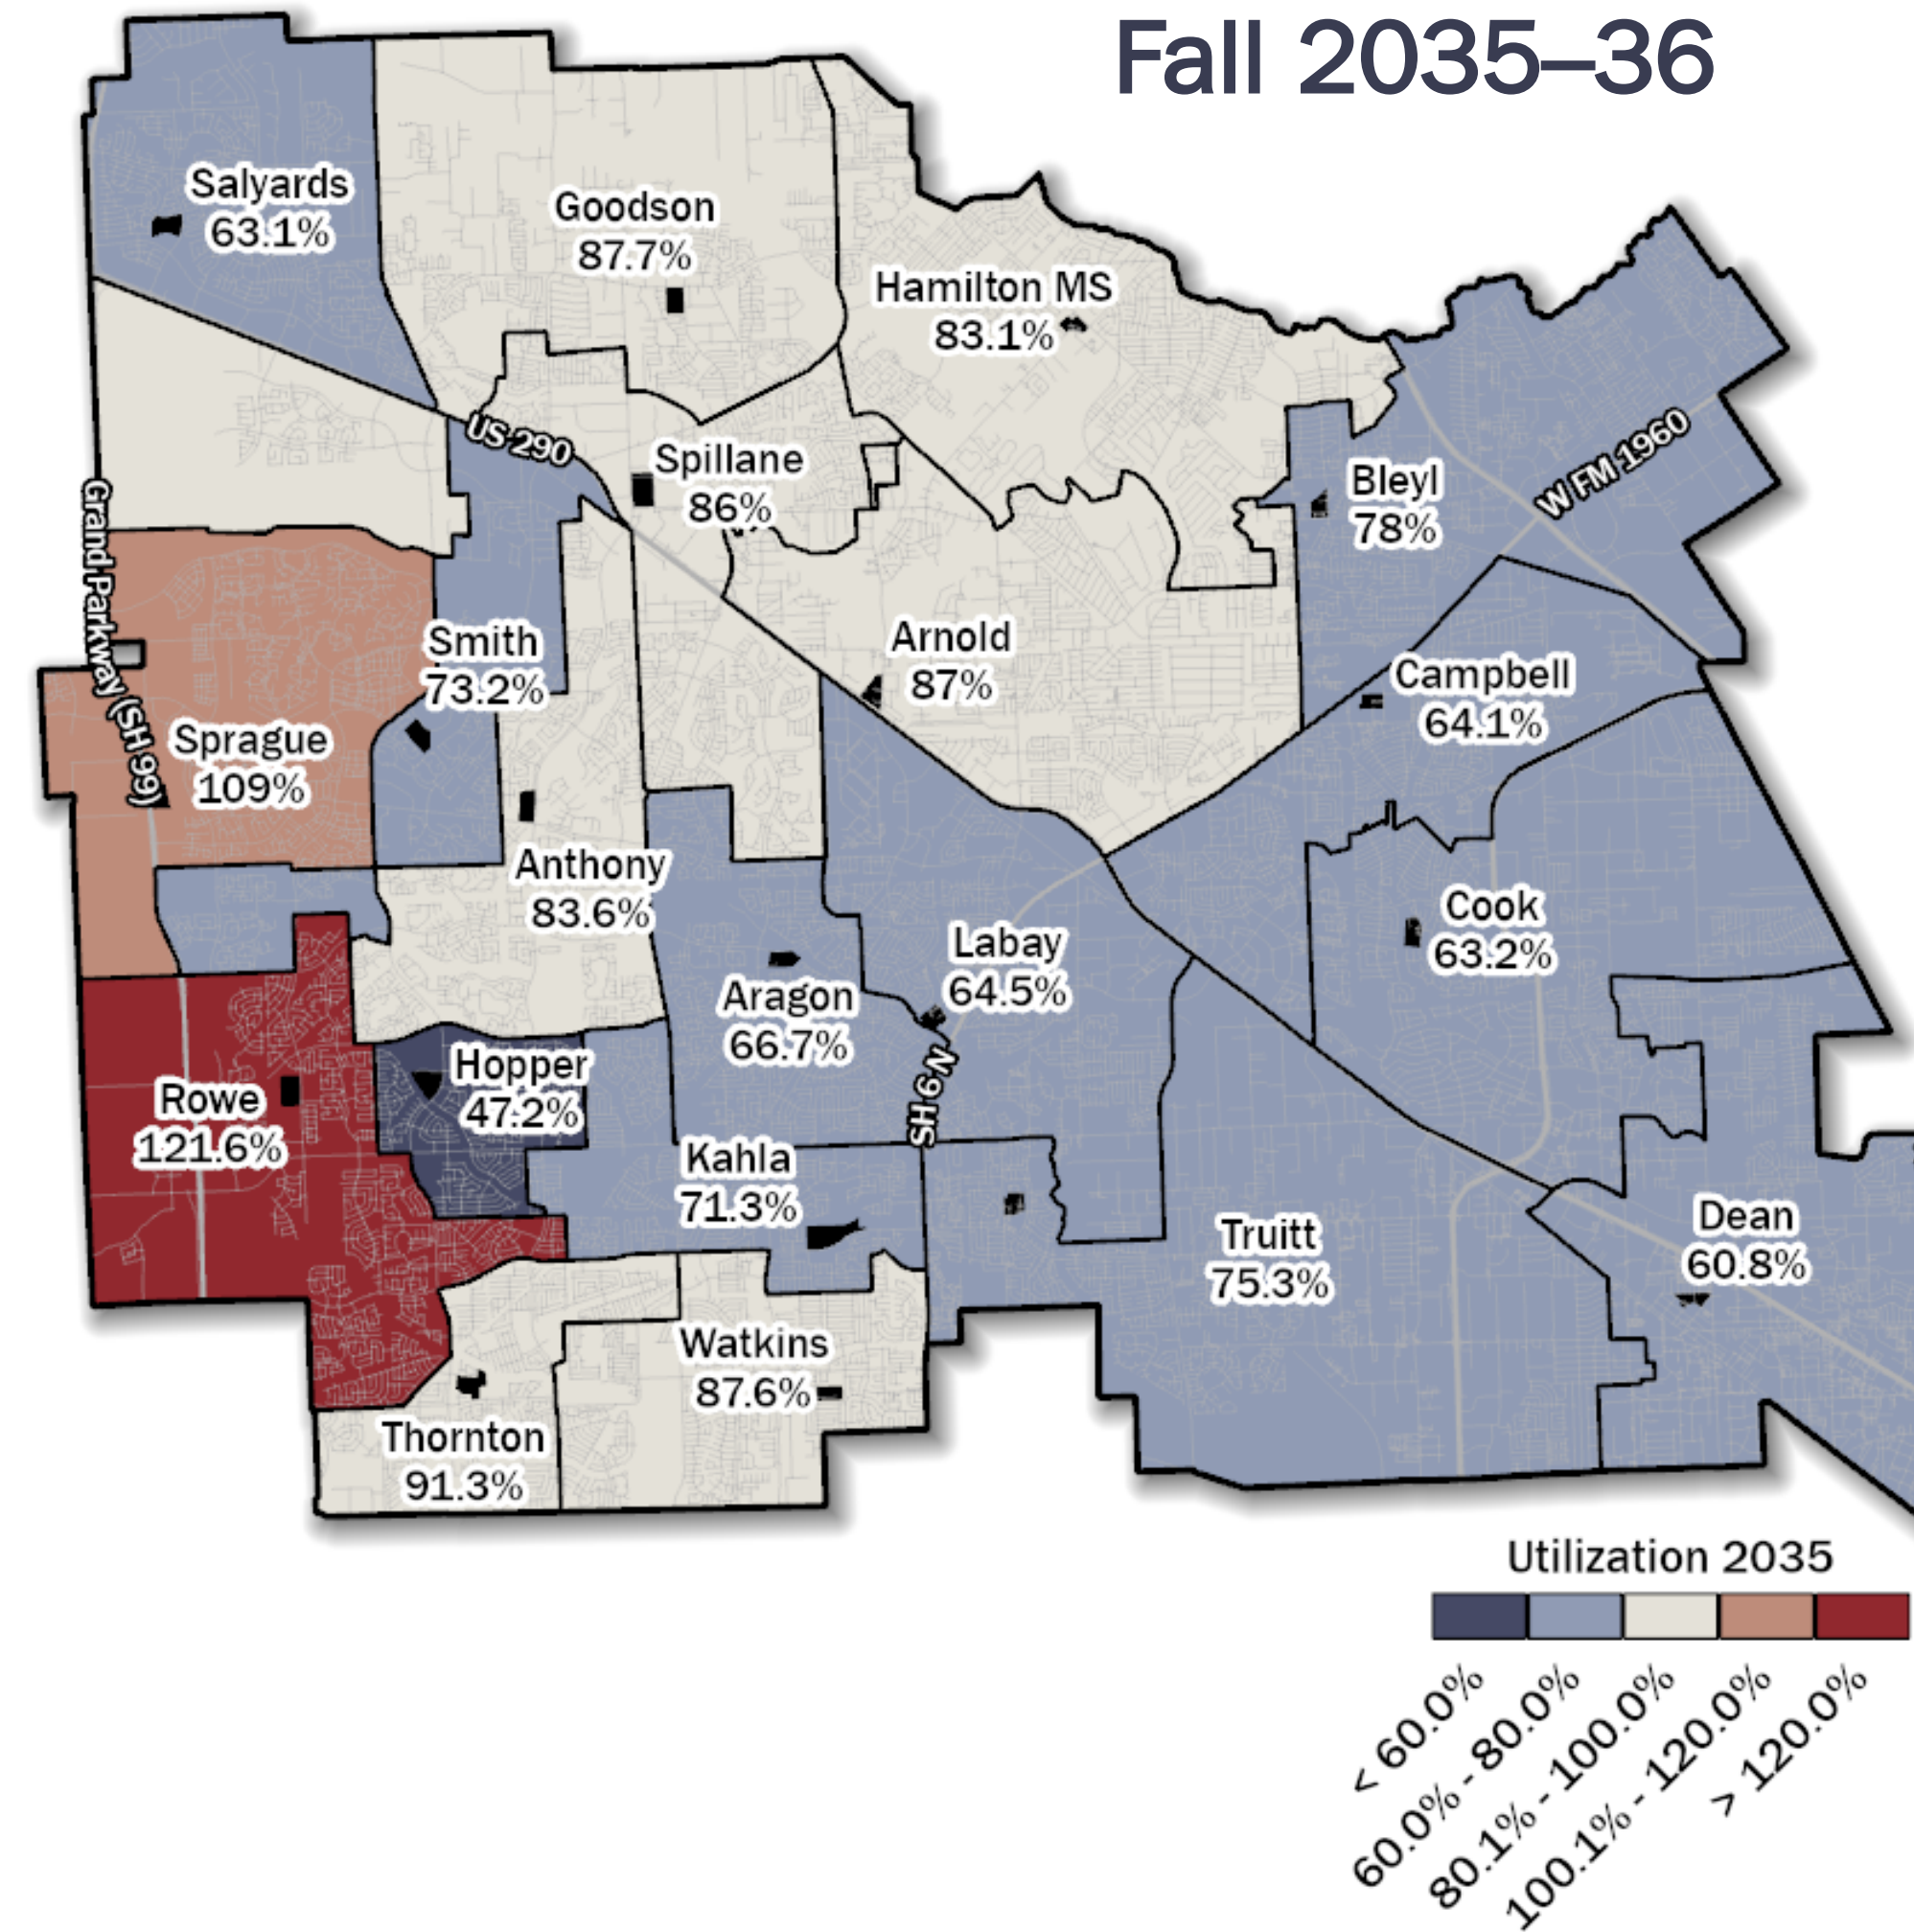 Fall 2035–36
Salyards
63.1%
Goodson
87.7%
Hamilton MS
83.1%
US 290
Spillane
86%
Bleyl
78%
W FM 1960
Grand Parkway (SH 99)
Smith
73.2%
Arnold
87%
Campbell
64.1%
Sprague
109%
Anthony
83.6%
Cook
63.2%
Labay
64.5%
Aragon
66.7%
SH 6 N
Hopper
47.2%
Rowe
121.6%
Kahla
71.3%
Truitt
75.3%
Dean
60.8%
Watkins
87.6%
Thornton
91.3%
Utilization 2035
< 60.0%
60.0% - 80.0%
80.1% - 100.0%
100.1% - 120.0%
> 120.0%